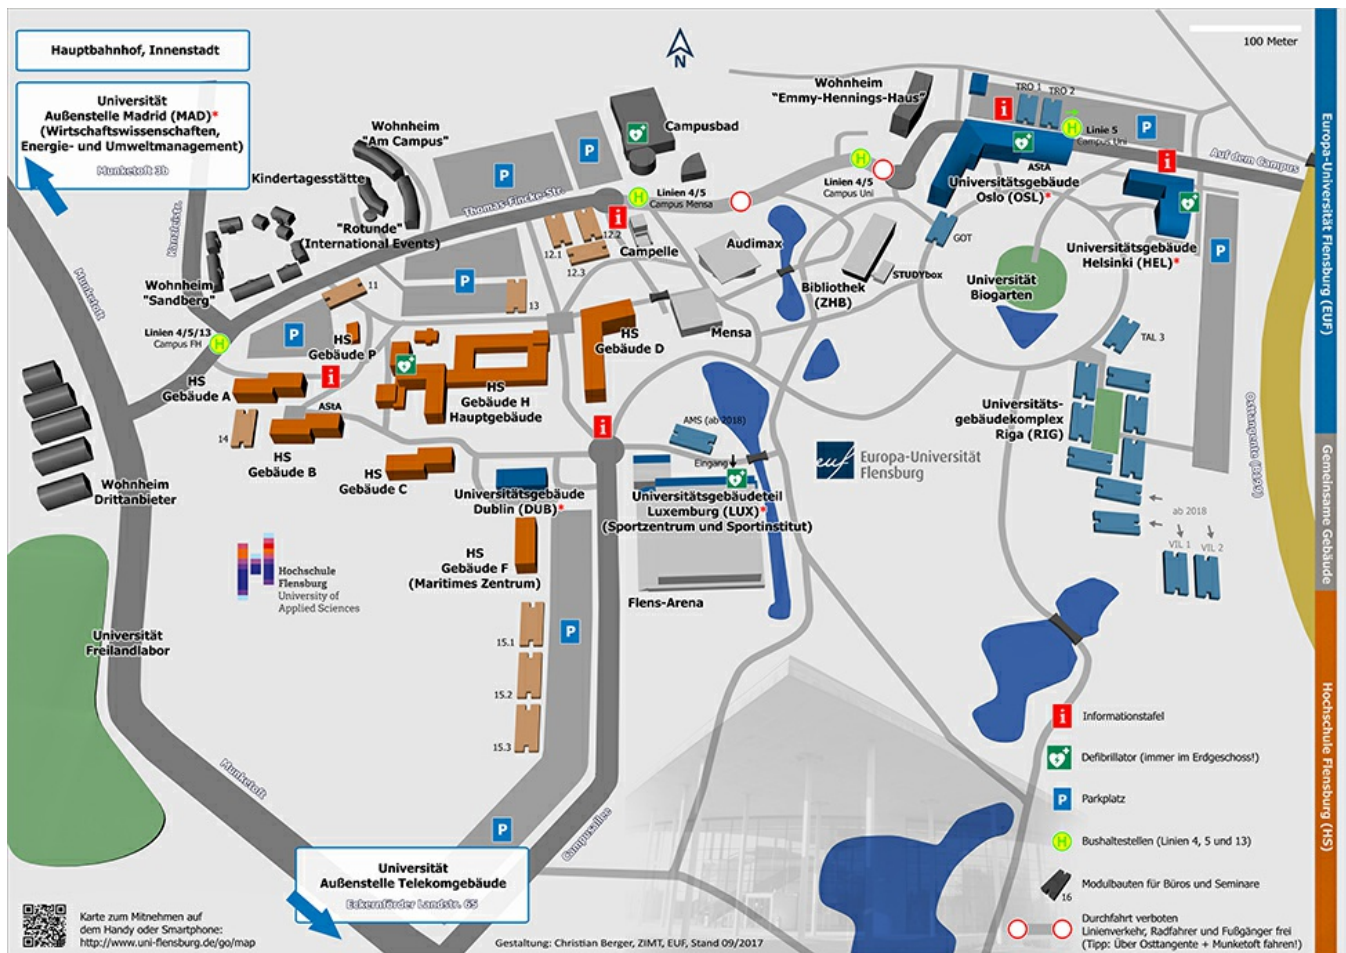 Hauptbahnhof, Innenstadt
Universität
Außenstelle Madrid (MAD)*
(Wirtschaftswissenschaften,
Energie- und Umweltmanagement)
Munketoft 3b
N
100 Meter
Wohnheim
"Emmy-Hennings-Haus"
TRO 1
TRO 2
Linie 5
Campus Uni
Auf dem Campus
AStA
Universitätsgebäude
Oslo (OSL)*
Universitätsgebäude
Helsinki (HEL)*
Campusbad
Wohnheim
"Am Campus"
Kindertagesstätte
"Rotunde"
(International Events)
Thomas-Fincke-Str.
Linien 4/5
Campus Mensa
Linien 4/5
Campus Uni
Kanzleistr.
Munketoft
Wohnheim
"Sandberg"
12.1
12.2
12.3
Campelle
Audimax
Bibliothek
(ZHB)
STUDYbox
GOT
Universität
Biogarten
TAL 3
11
13
Mensa
Linien 4/5/13
Campus FH
HS
Gebäude P
HS
Gebäude D
HS
Gebäude A
HS
Gebäude H
Hauptgebäude
AStA
14
HS
Gebäude B
HS
Gebäude C
AMS (ab 2018)
Eingang
Universitäts-
gebäudekomplex
Riga (RIG)
Osttangente (B199)
euf
Europa-Universität
Flensburg
Wohnheim
Drittanbieter
Universitätsgebäude
Dublin (DUB)*
Universitätsgebäudeteil
Luxemburg (LUX)*
(Sportzentrum und Sportinstitut)
ab 2018
VIL 1
VIL 2
HS
Gebäude F
(Maritimes Zentrum)
Flens-Arena
Hochschule
Flensburg
University of
Applied Sciences
Universität
Freilandlabor
15.1
15.2
15.3
Munketoft
Campusallee
Universität
Außenstelle Telekomgebäude
Eckernförder Landstr. 65
i Informationstafel
Defibrillator (immer im Erdgeschoss!)
P Parkplatz
H Bushaltestellen (Linien 4, 5 und 13)
Modulbauten für Büros und Seminare
16
Durchfahrt verboten
Linienverkehr, Radfahrer und Fußgänger frei
(Tipp: Über Osttangente + Munketoft fahren!)
Karte zum Mitnehmen auf
dem Handy oder Smartphone:
http://www.uni-flensburg.de/go/map
Gestaltung: Christian Berger, ZIMT, EUF, Stand 09/2017
Europa-Universität Flensburg (EUF)
Gemeinsame Gebäude
Hochschule Flensburg (HS)